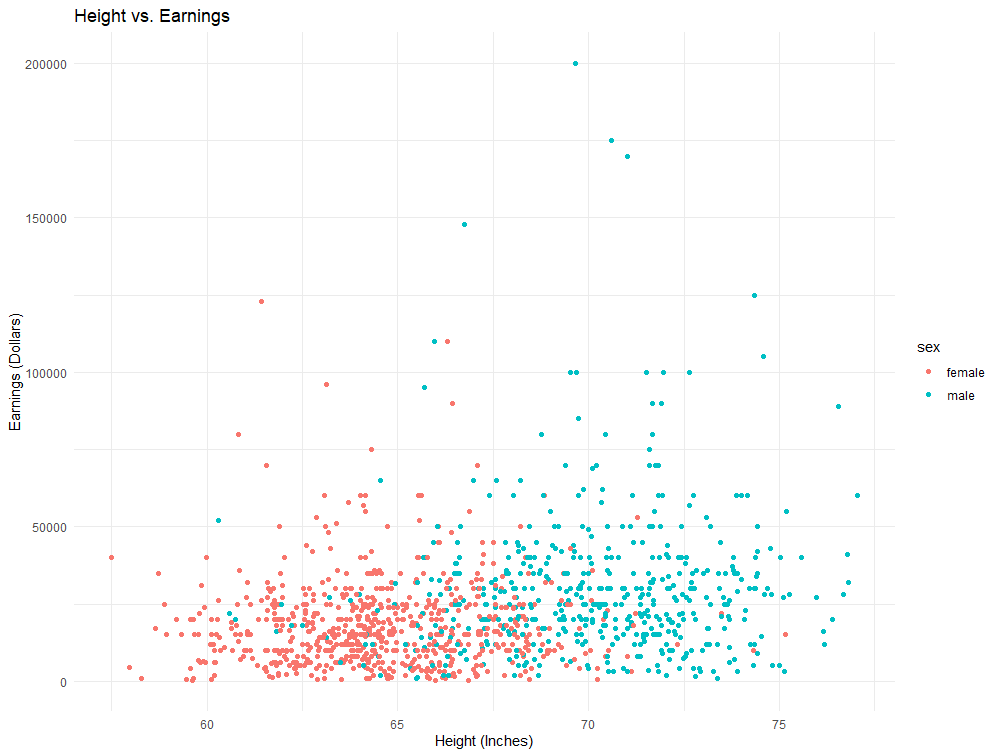 Height vs. Earnings
200000
150000
100000
50000
0
Earnings (Dollars)
60
65
70
75
Height (Inches)
sex
female
male